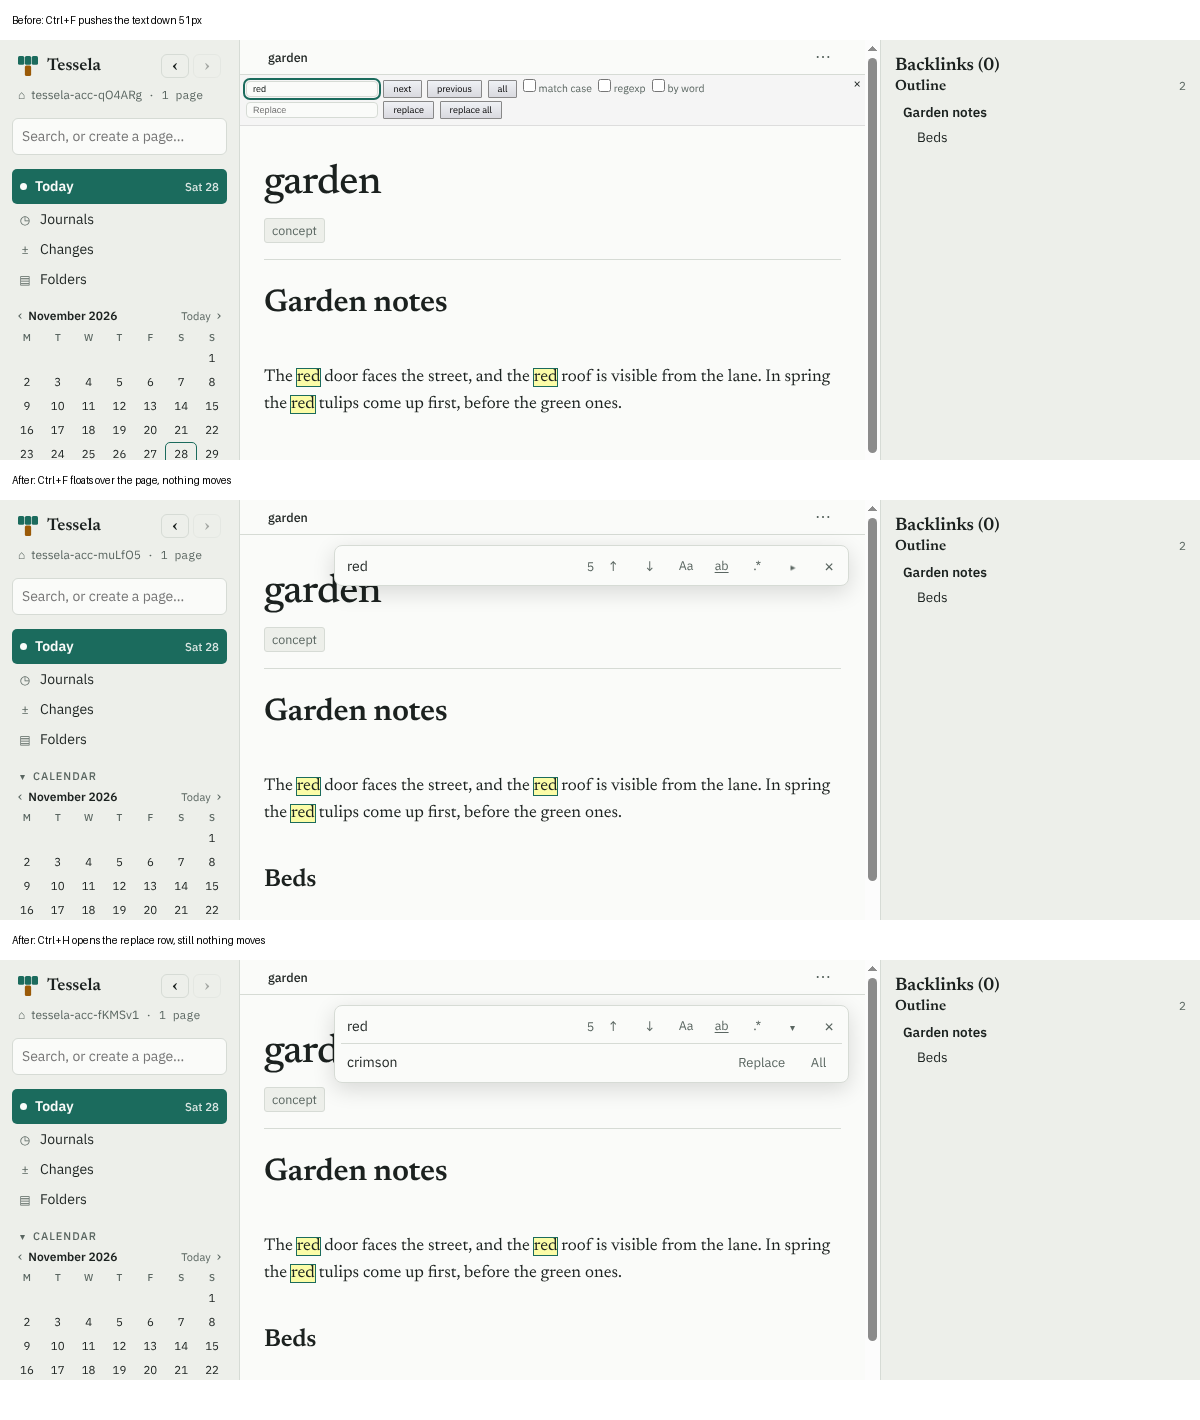 Before: Ctrl+F pushes the text down 51px
Tessela
‹ ›
tessela-acc-qO4ARg · 1 page
Search, or create a page...
Today Sat 28
Journals
± Changes
Folders
‹ November 2026 Today ›
M T W T F S S
1
2 3 4 5 6 7 8
9 10 11 12 13 14 15
16 17 18 19 20 21 22
23 24 25 26 27 28 29
garden ...
red next previous all match case regexp by word ×
Replace replace replace all
garden
concept
Garden notes
The red door faces the street, and the red roof is visible from the lane. In spring
the red tulips come up first, before the green ones.
Backlinks (0)
Outline 2
Garden notes
Beds
After: Ctrl+F floats over the page, nothing moves
Tessela
‹ ›
tessela-acc-muLfO5 · 1 page
Search, or create a page...
Today Sat 28
Journals
± Changes
Folders
▾ CALENDAR
‹ November 2026 Today ›
M T W T F S S
1
2 3 4 5 6 7 8
9 10 11 12 13 14 15
16 17 18 19 20 21 22
garden ...
red 5 ↑ ↓ Aa ab .* ▸ ×
garden
concept
Garden notes
The red door faces the street, and the red roof is visible from the lane. In spring
the red tulips come up first, before the green ones.
Beds
Backlinks (0)
Outline 2
Garden notes
Beds
After: Ctrl+H opens the replace row, still nothing moves
Tessela
‹ ›
tessela-acc-fKMSv1 · 1 page
Search, or create a page...
Today Sat 28
Journals
± Changes
Folders
▾ CALENDAR
‹ November 2026 Today ›
M T W T F S S
1
2 3 4 5 6 7 8
9 10 11 12 13 14 15
16 17 18 19 20 21 22
garden ...
red 5 ↑ ↓ Aa ab .* ▾ ×
crimson Replace All
gard
concept
Garden notes
The red door faces the street, and the red roof is visible from the lane. In spring
the red tulips come up first, before the green ones.
Beds
Backlinks (0)
Outline 2
Garden notes
Beds